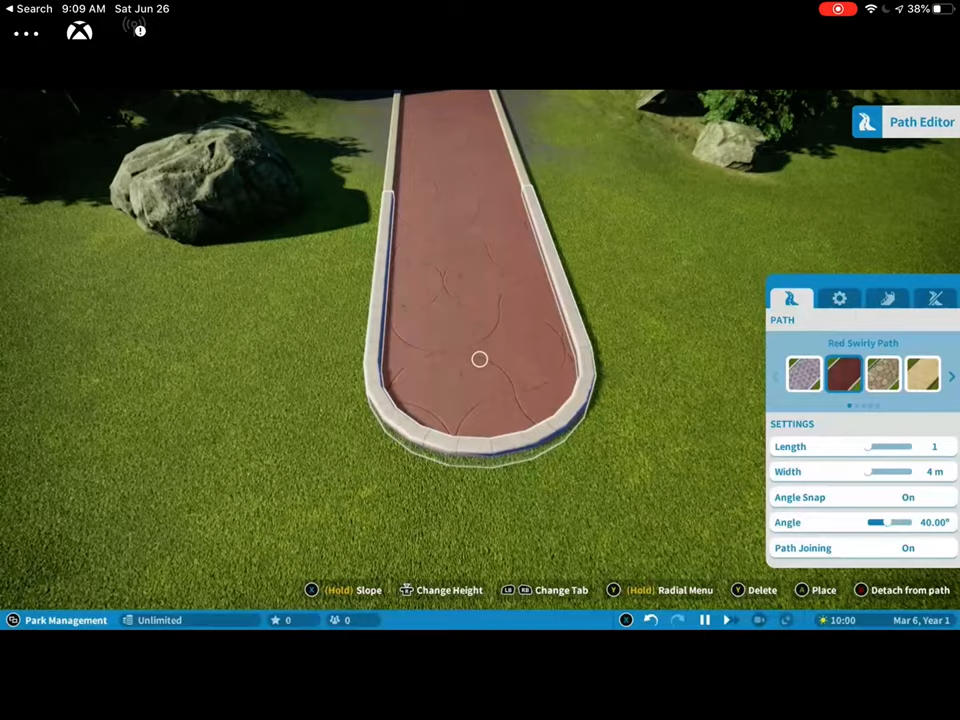 Search 9:09 AM Sat Jun 26 38%
Path Editor
PATH
Red Swirly Path
SETTINGS
Length 1
Width 4 m
Angle Snap On
Angle 40.00°
Path Joining On
X (Hold) Slope Change Height LB RB Change Tab Y (Hold) Radial Menu Y Delete A Place Detach from path
Park Management Unlimited 0 0 X 10:00 Mar 6, Year 1